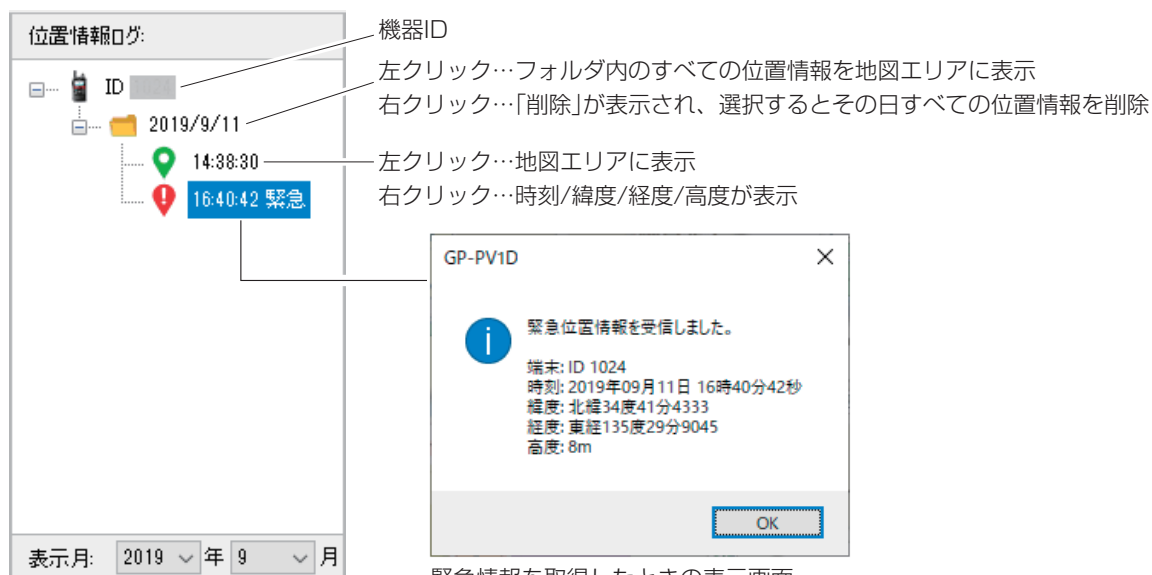 位置情報ログ:
機器ID
ID
左クリック…フォルダ内のすべての位置情報を地図エリアに表示
右クリック…「削除」が表示され、選択するとその日すべての位置情報を削除
2019/9/11
14:38:30
左クリック…地図エリアに表示
右クリック…時刻/緯度/経度/高度が表示
16:40:42 緊急
GP-PV1D
緊急位置情報を受信しました。
端末: ID 1024
時刻: 2019年09月11日 16時40分42秒
緯度: 北緯34度41分4333
経度: 東経135度29分9045
高度: 8m
OK
表示月: 2019 年 9 月